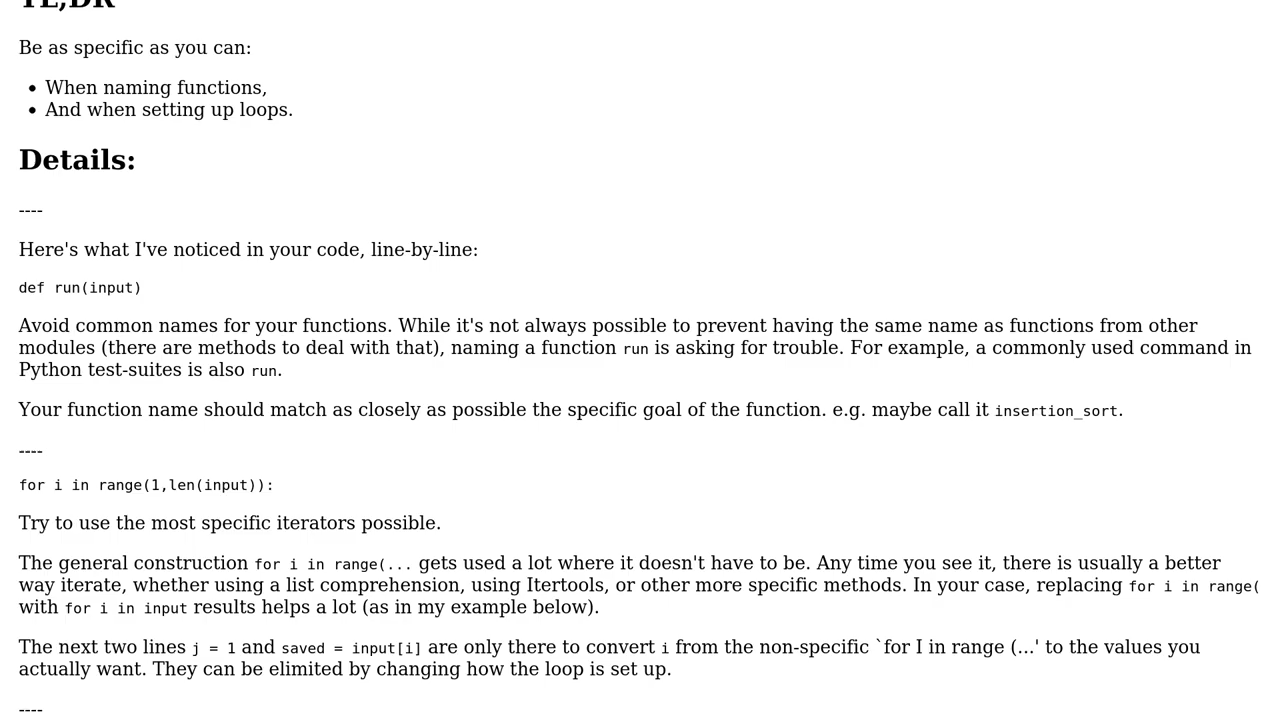 TL;DR
Be as specific as you can:
• When naming functions,
• And when setting up loops.
Details:
----
Here's what I've noticed in your code, line-by-line:
def run(input)
Avoid common names for your functions. While it's not always possible to prevent having the same name as functions from other
modules (there are methods to deal with that), naming a function run is asking for trouble. For example, a commonly used command in
Python test-suites is also run.
Your function name should match as closely as possible the specific goal of the function. e.g. maybe call it insertion_sort.
----
for i in range(1,len(input)):
Try to use the most specific iterators possible.
The general construction for i in range(... gets used a lot where it doesn't have to be. Any time you see it, there is usually a better
way iterate, whether using a list comprehension, using Itertools, or other more specific methods. In your case, replacing for i in range(
with for i in input results helps a lot (as in my example below).
The next two lines j = 1 and saved = input[i] are only there to convert i from the non-specific `for I in range (...' to the values you
actually want. They can be elimited by changing how the loop is set up.
----